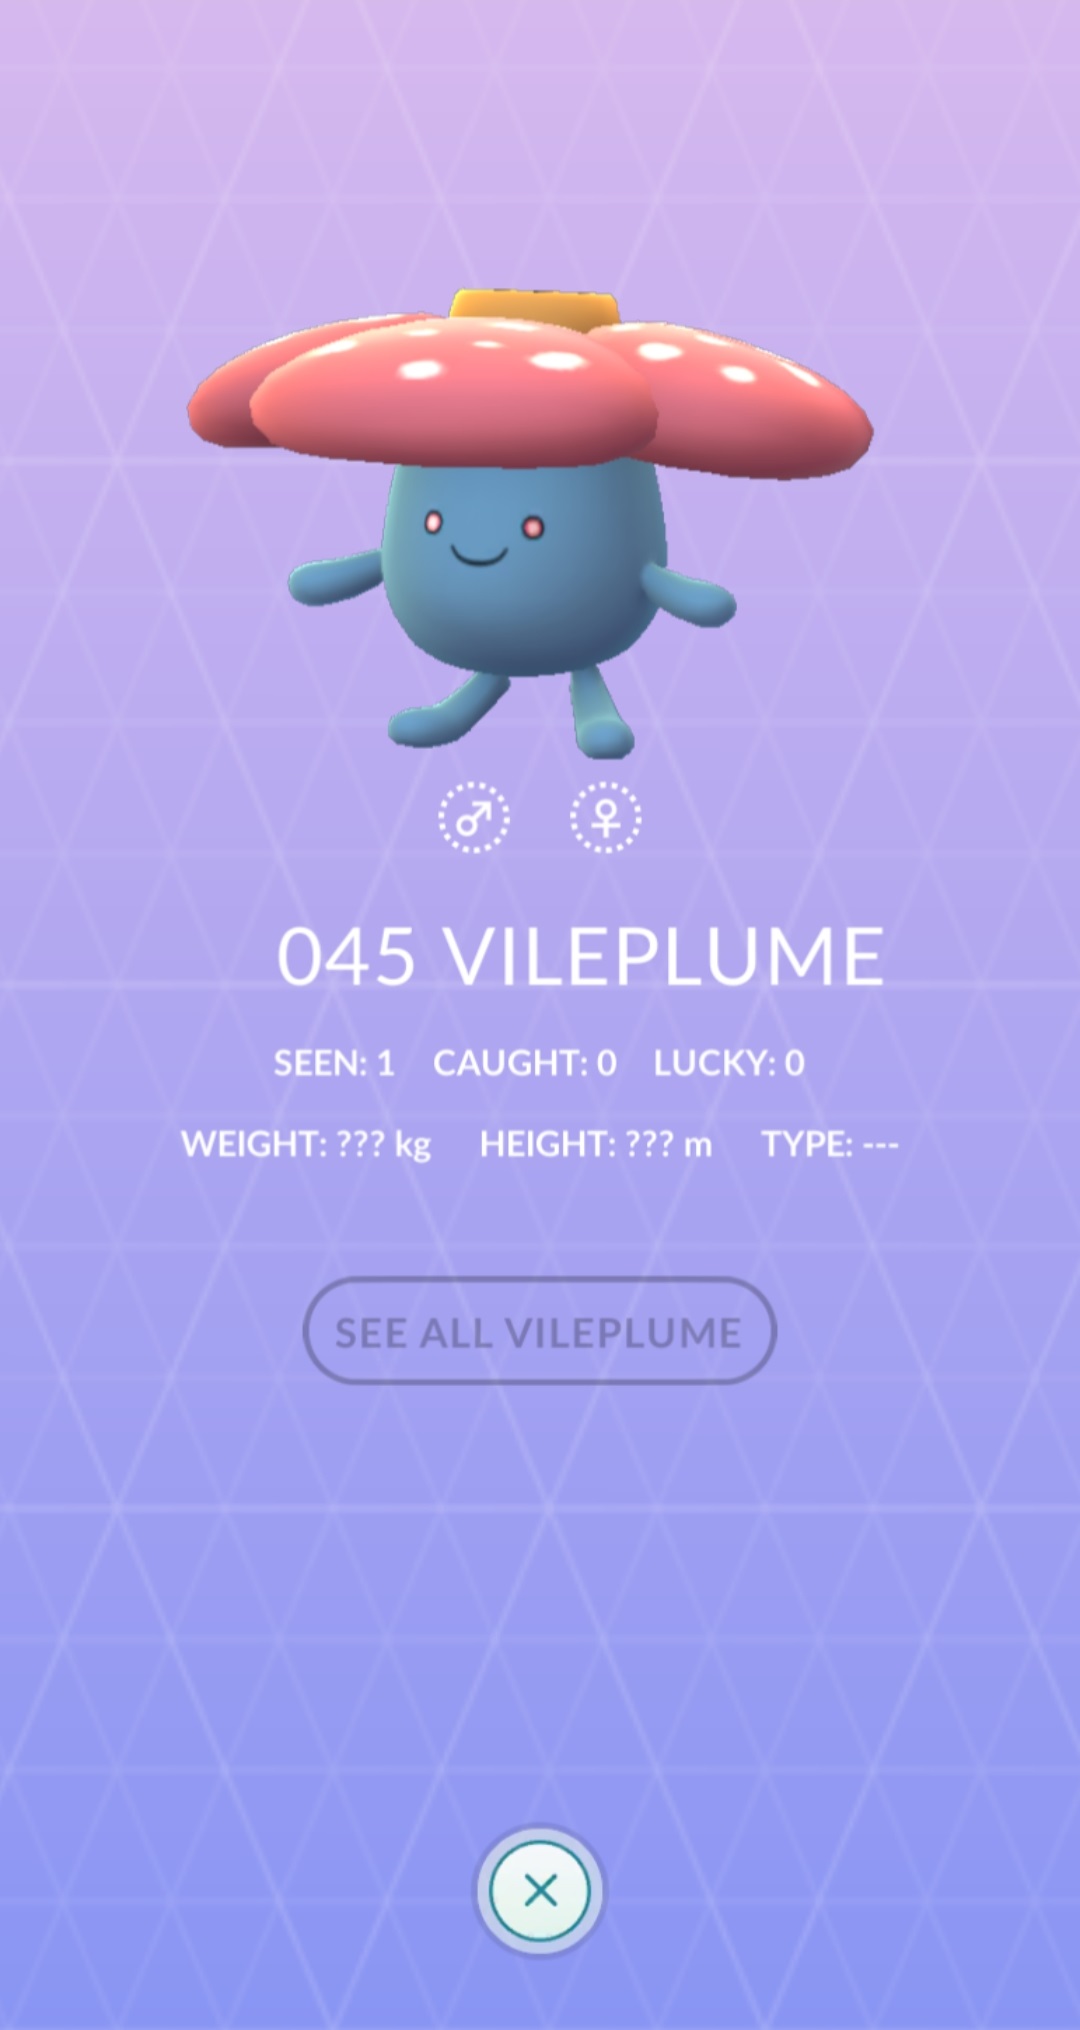 045 VILEPLUME
SEEN: 1 CAUGHT: 0 LUCKY: 0
WEIGHT: ??? kg HEIGHT: ??? m TYPE: ---
SEE ALL VILEPLUME